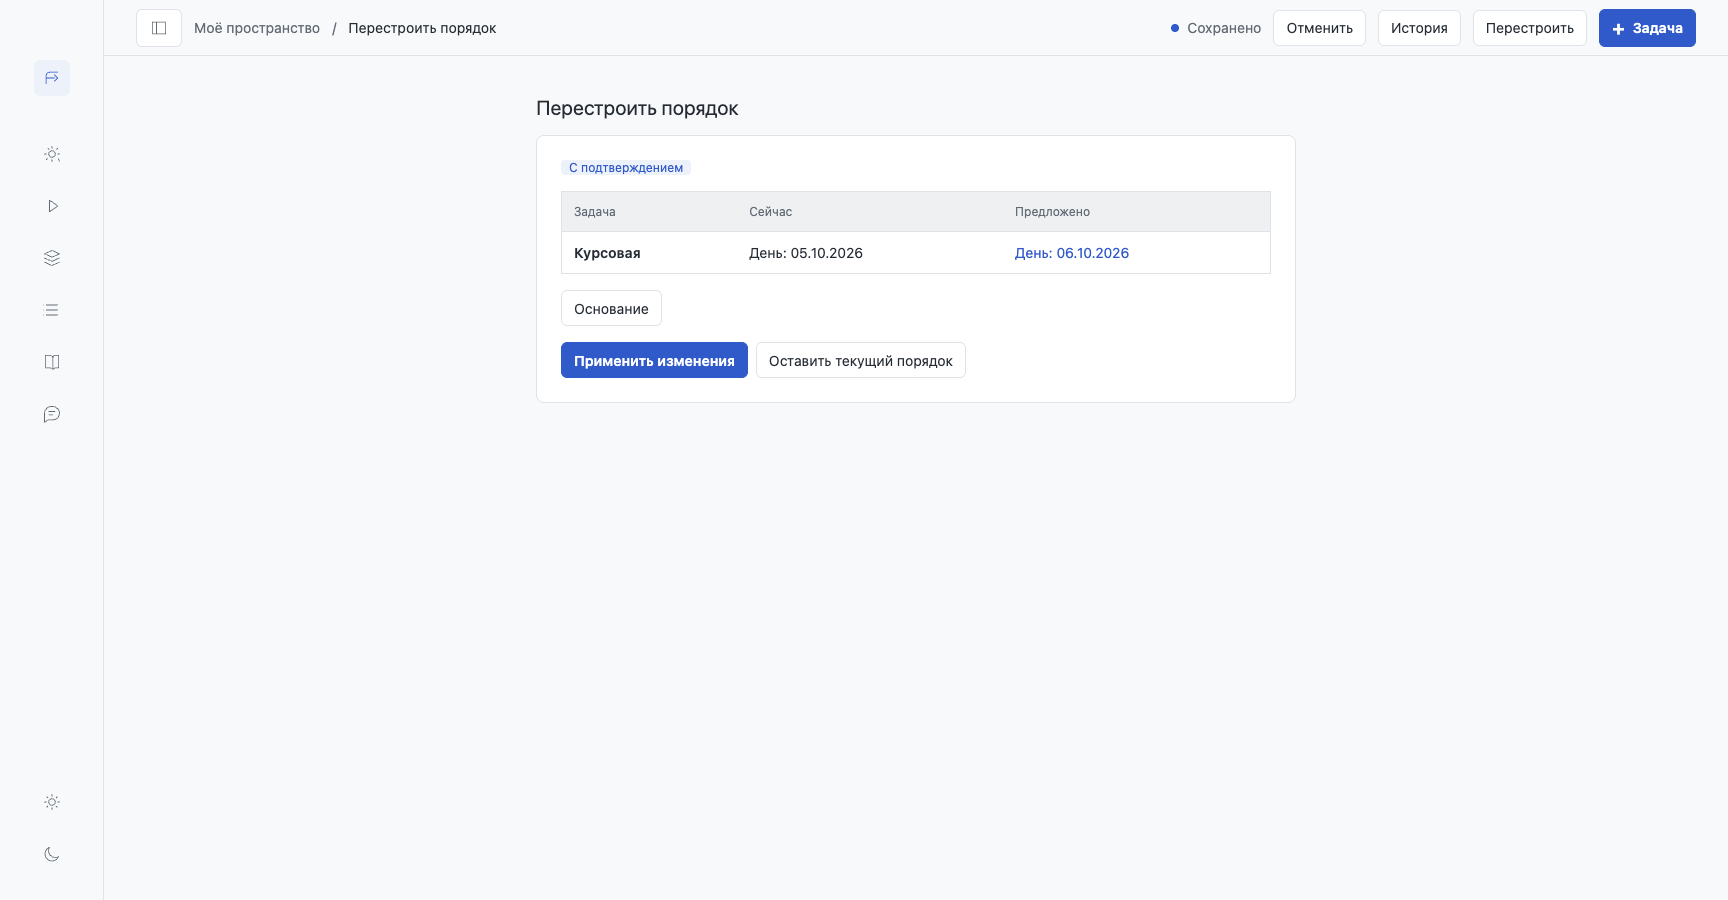 Моё пространство / Перестроить порядок
Сохранено
Отменить
История
Перестроить
+ Задача
Перестроить порядок
С подтверждением
Задача Сейчас Предложено
Курсовая День: 05.10.2026 День: 06.10.2026
Основание
Применить изменения
Оставить текущий порядок